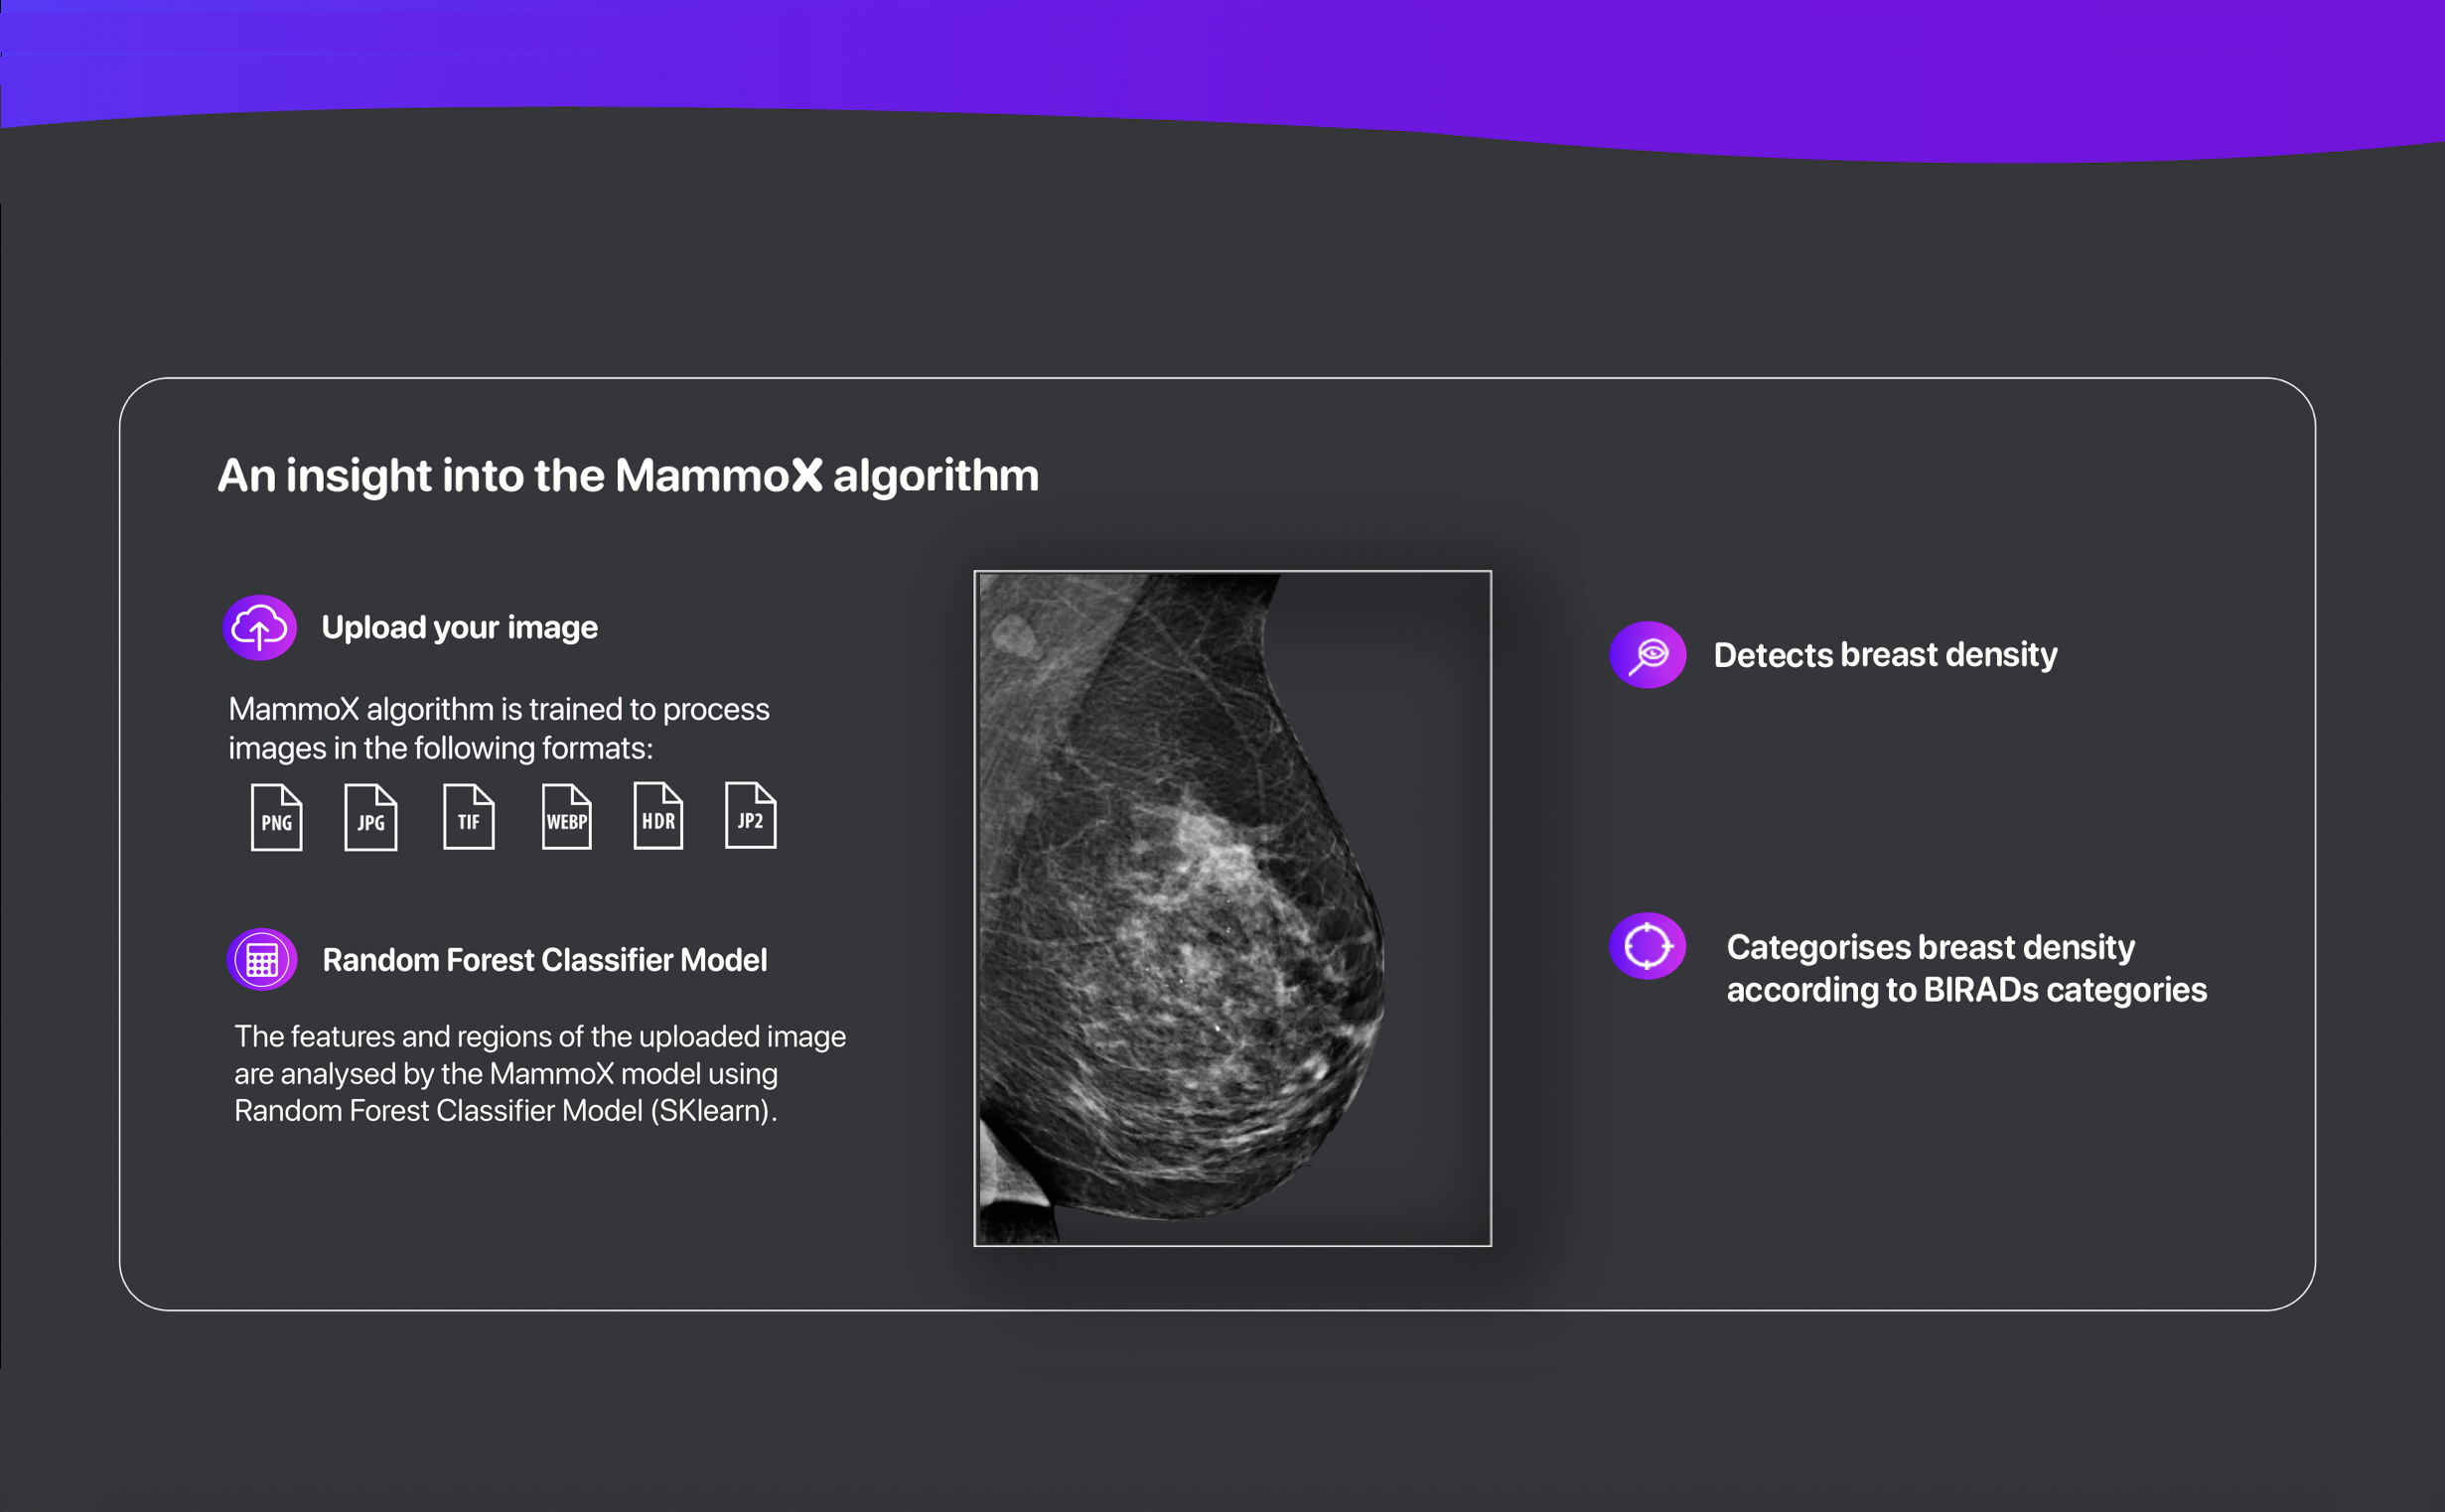 An insight into the MammoX algorithm
Upload your image
MammoX algorithm is trained to process
images in the following formats:
PNG JPG TIF WEBP HDR JP2
Random Forest Classifier Model
The features and regions of the uploaded image
are analysed by the MammoX model using
Random Forest Classifier Model (SKlearn).
Detects breast density
Categorises breast density
according to BIRADs categories